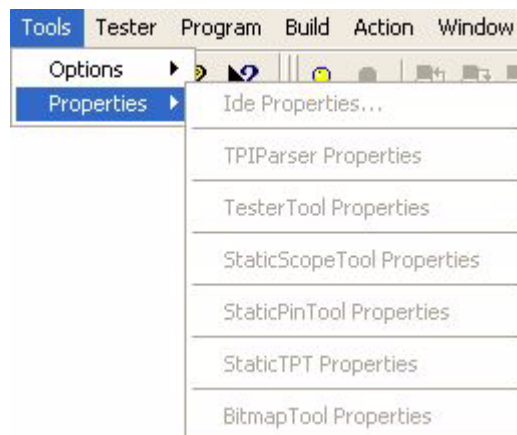 Tools Tester Program Build Action Window
Options
Properties
Ide Properties...
TPIParser Properties
TesterTool Properties
StaticScopeTool Properties
StaticPinTool Properties
StaticTPT Properties
BitmapTool Properties